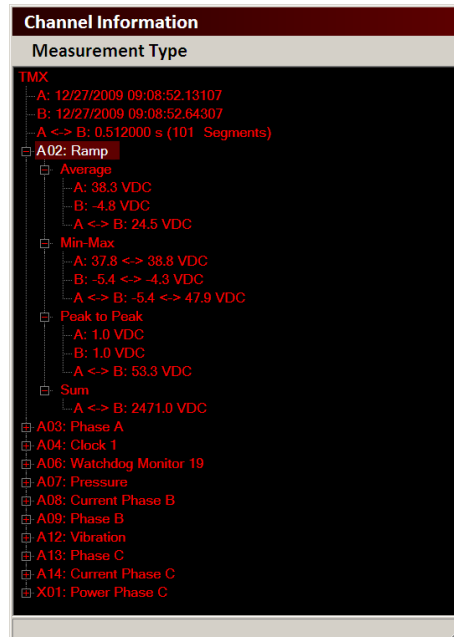 Channel Information
Measurement Type
TMX
A: 12/27/2009 09:08:52.13107
B: 12/27/2009 09:08:52.64307
A <-> B: 0.512000 s (101 Segments)
A02: Ramp
Average
A: 38.3 VDC
B: -4.8 VDC
A <-> B: 24.5 VDC
Min-Max
A: 37.8 <-> 38.8 VDC
B: -5.4 <-> -4.3 VDC
A <-> B: -5.4 <-> 47.9 VDC
Peak to Peak
A: 1.0 VDC
B: 1.0 VDC
A <-> B: 53.3 VDC
Sum
A <-> B: 2471.0 VDC
A03: Phase A
A04: Clock 1
A06: Watchdog Monitor 19
A07: Pressure
A08: Current Phase B
A09: Phase B
A12: Vibration
A13: Phase C
A14: Current Phase C
X01: Power Phase C